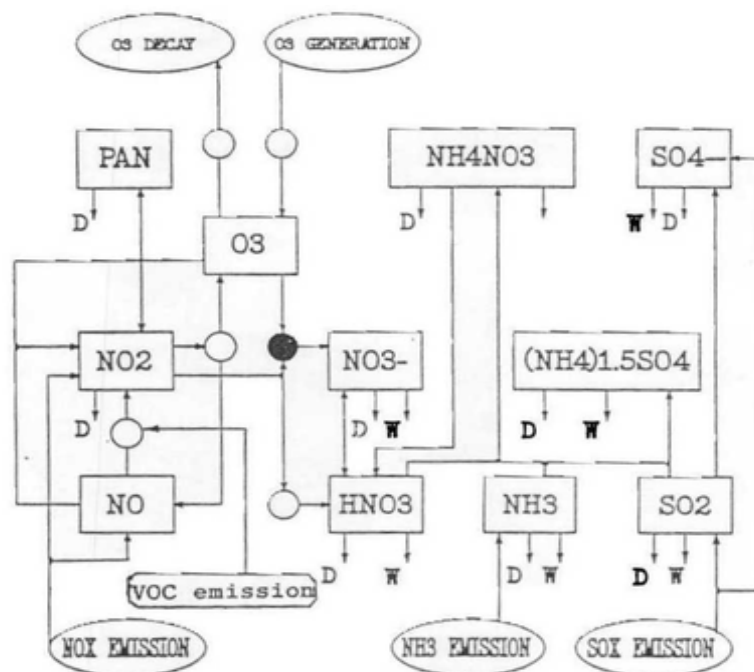 O3 DECAY
O3 GENERATION
PAN
NH4NO3
SO4--
D
D
W D
O3
NO2
NO3-
(NH4)1.5SO4
D
D W
D W
NO
HNO3
NH3
SO2
D W
D W
D W
VOC emission
NOX EMISSION
NH3 EMISSION
SOX EMISSION